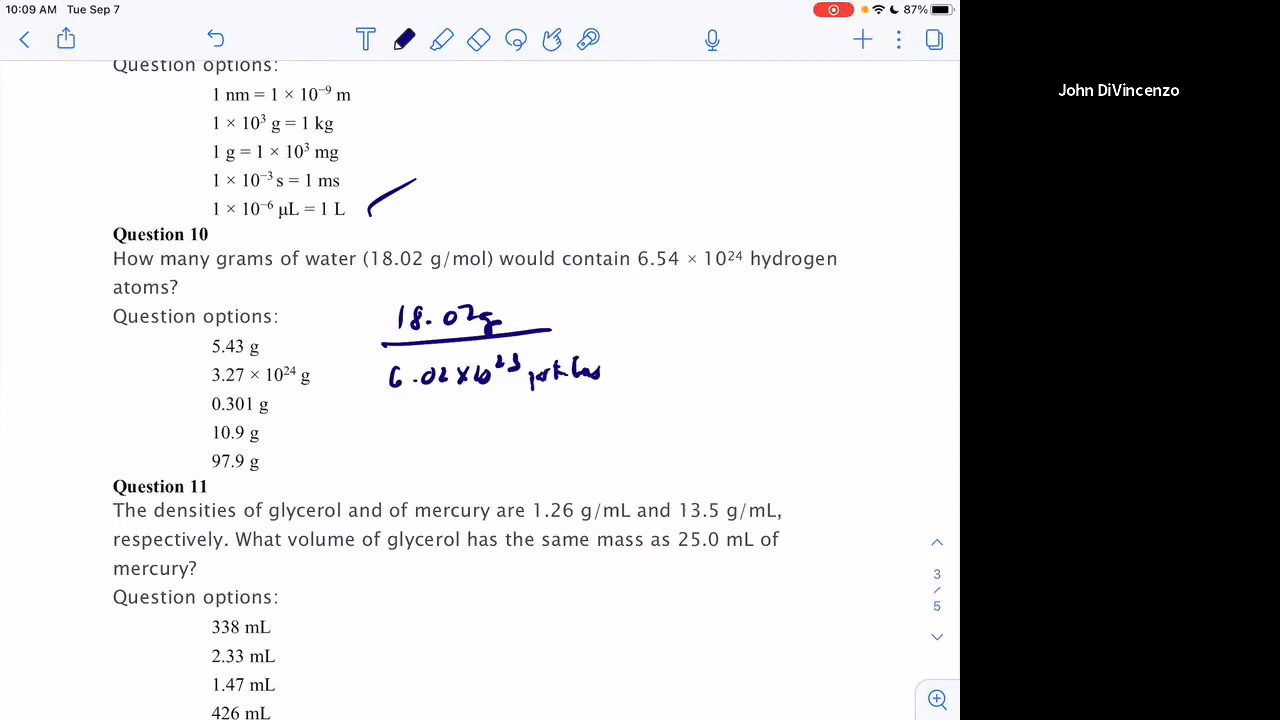 10:09 AM Tue Sep 7
87%
Question options:
1 nm = 1 × 10⁻⁹ m
1 × 10³ g = 1 kg
1 g = 1 × 10³ mg
1 × 10⁻³ s = 1 ms
1 × 10⁻⁶ µL = 1 L
Question 10
How many grams of water (18.02 g/mol) would contain 6.54 × 10²⁴ hydrogen
atoms?
Question options:
18.02g
5.43 g
6.02 × 10²³
3.27 × 10²⁴ g
0.301 g
10.9 g
97.9 g
Question 11
The densities of glycerol and of mercury are 1.26 g/mL and 13.5 g/mL,
respectively. What volume of glycerol has the same mass as 25.0 mL of
mercury?
Question options:
338 mL
2.33 mL
1.47 mL
426 mL
3
/
5
John DiVincenzo